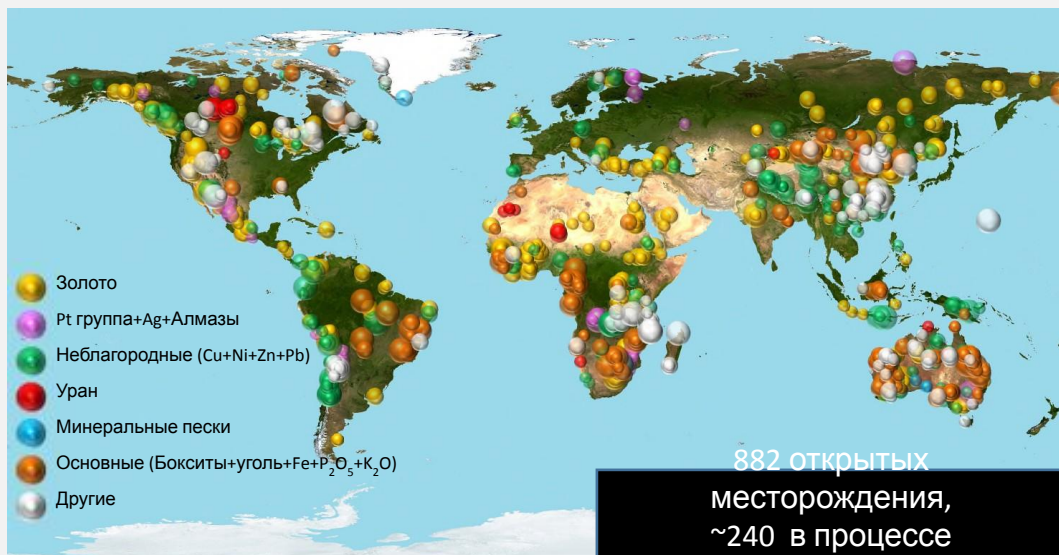 Золото
Pt группа+Ag+Алмазы
Неблагородные (Cu+Ni+Zn+Pb)
Уран
Минеральные пески
Основные (Бокситы+уголь+Fe+P₂O₅+K₂O)
Другие
882 открытых
месторождения,
~240 в процессе